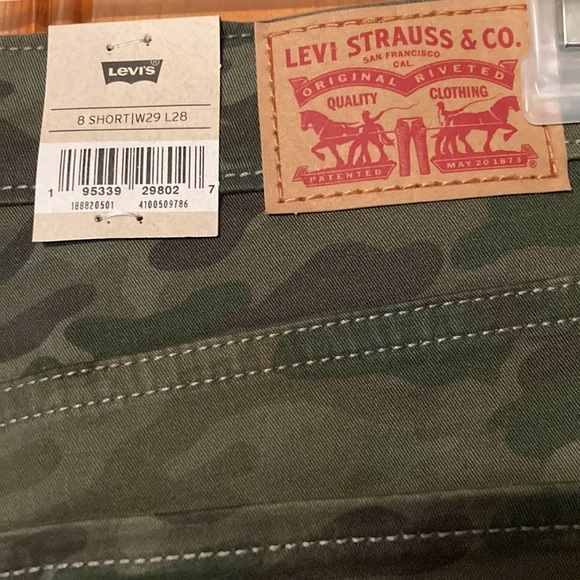 LEVI'S
8 SHORT|W29 L28
1 95339 29802 7
188820501 4100509786
LEVI STRAUSS & CO.
SAN FRANCISCO
CAL.
ORIGINAL RIVETED
QUALITY CLOTHING
PATENTED MAY 20 1873